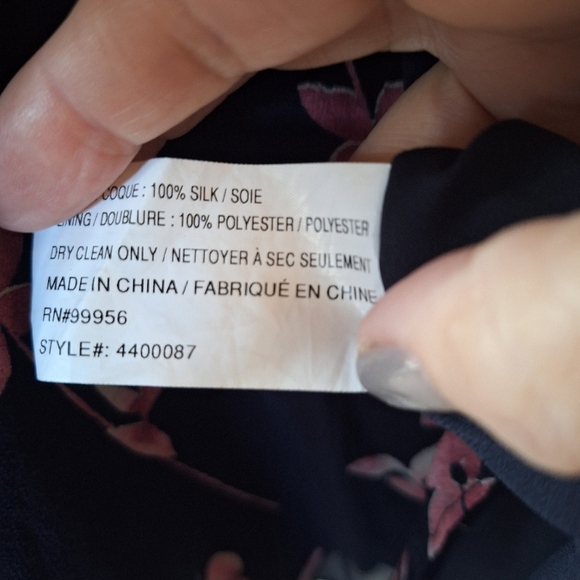 COQUE : 100% SILK / SOIE
/ DOUBLURE : 100% POLYESTER / POLYESTER
DRY CLEAN ONLY / NETTOYER À SEC SEULEMENT
MADE IN CHINA / FABRIQUÉ EN CHINE
RN#99956
STYLE#: 4400087